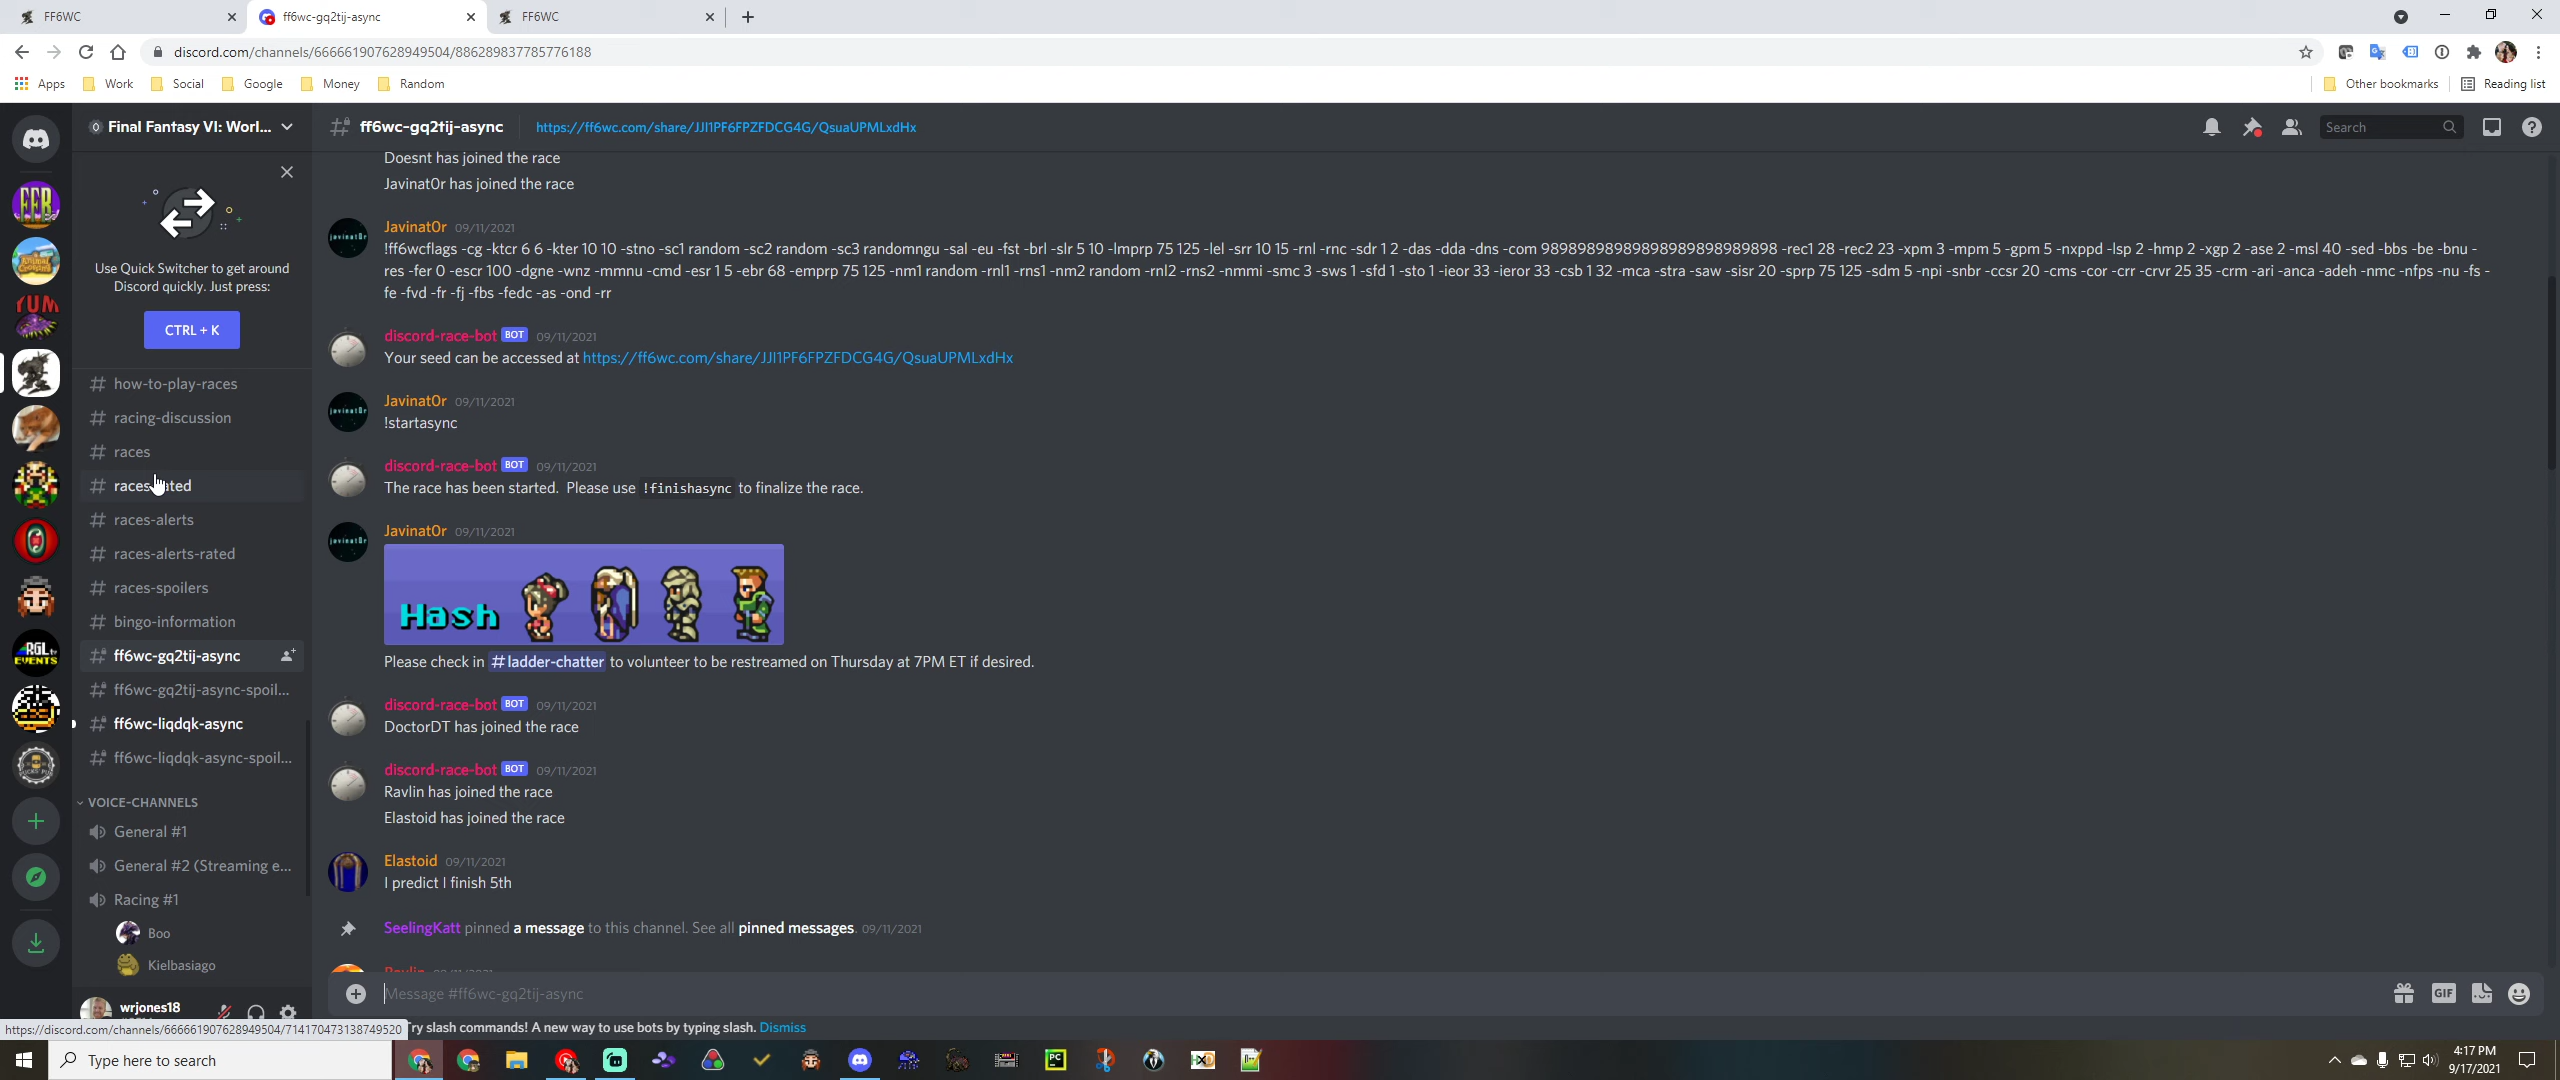 FF6WC
ff6wc-gq2tij-async
FF6WC
discord.com/channels/666661907628949504/886289837785776188
Apps
Work
Social
Google
Money
Random
Other bookmarks
Reading list
Final Fantasy VI: Worl...
ff6wc-gq2tij-async
https://ff6wc.com/share/JJI1PF6FPZFDCG4G/QsuaUPMLxdHx
Search
Use Quick Switcher to get around
Discord quickly. Just press:
CTRL + K
how-to-play-races
racing-discussion
races
races-alerts
races-alerts-rated
races-spoilers
bingo-information
ff6wc-gq2tij-async
ff6wc-gq2tij-async-spoil...
ff6wc-liqdqk-async
ff6wc-liqdqk-async-spoil...
VOICE-CHANNELS
General #1
General #2 (Streaming e...
Racing #1
Boo
Kielbasiago
wrjones18
Doesnt has joined the race
Javinat0r has joined the race
Javinat0r 09/11/2021
!ff6wcflags -cg -ktcr 6 6 -kter 10 10 -stno -sc1 random -sc2 random -sc3 randomngu -sal -eu -fst -brl -slr 5 10 -lmprp 75 125 -lel -srr 10 15 -rnl -rnc -sdr 1 2 -das -dda -dns -com 98989898989898989898989898 -rec1 28 -rec2 23 -xpm 3 -mpm 5 -gpm 5 -nxppd -lsp 2 -hmp 2 -xgp 2 -ase 2 -msl 40 -sed -bbs -be -bnu -
res -fer 0 -escr 100 -dgne -wnz -mmnu -cmd -esr 1 5 -ebr 68 -emprp 75 125 -nm1 random -rnl1 -rns1 -nm2 random -rnl2 -rns2 -nmmi -smc 3 -sws 1 -sfd 1 -sto 1 -ieor 33 -ieror 33 -csb 1 32 -mca -stra -saw -sisr 20 -sprp 75 125 -sdm 5 -npi -snbr -ccsr 20 -cms -cor -crr -crvr 25 35 -crm -ari -anca -adeh -nmc -nfps -nu -fs -
fe -fvd -fr -fj -fbs -fedc -as -ond -rr
discord-race-bot BOT 09/11/2021
Your seed can be accessed at https://ff6wc.com/share/JJI1PF6FPZFDCG4G/QsuaUPMLxdHx
Javinat0r 09/11/2021
!startasync
discord-race-bot BOT 09/11/2021
The race has been started. Please use !finishasync to finalize the race.
Javinat0r 09/11/2021
Hash
Please check in #ladder-chatter to volunteer to be restreamed on Thursday at 7PM ET if desired.
discord-race-bot BOT 09/11/2021
DoctorDT has joined the race
discord-race-bot BOT 09/11/2021
Ravlin has joined the race
Elastoid has joined the race
Elastoid 09/11/2021
I predict I finish 5th
SeelingKatt pinned a message to this channel. See all pinned messages. 09/11/2021
Message #ff6wc-gq2tij-async
GIF
https://discord.com/channels/666661907628949504/714170473138749520
Try slash commands! A new way to use bots by typing slash. Dismiss
FFR
YUM
RGL
EVENTS
Type here to search
PC
4:17 PM
9/17/2021